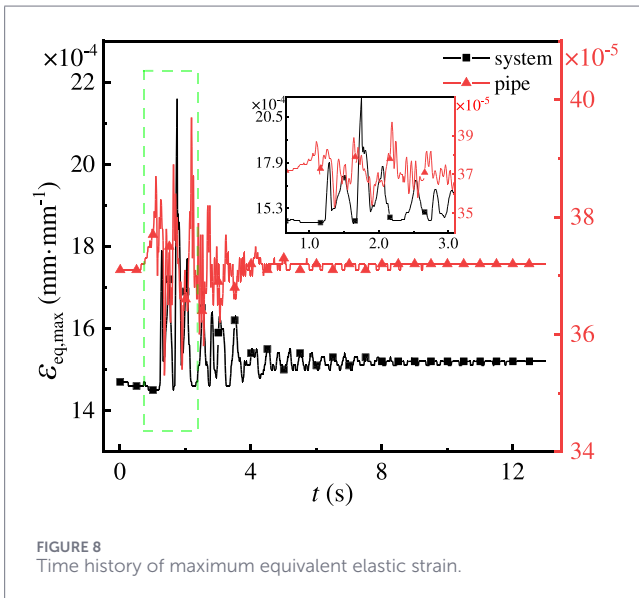 ×10⁻⁴
×10⁻⁵
system
pipe
22
20
18
16
14
40
38
36
34
ε eq,max (mm·mm⁻¹)
×10⁻⁴
×10⁻⁵
20.5
17.9
15.3
39
37
35
1.0 2.0 3.0
0 4 8 12
t (s)
FIGURE 8
Time history of maximum equivalent elastic strain.